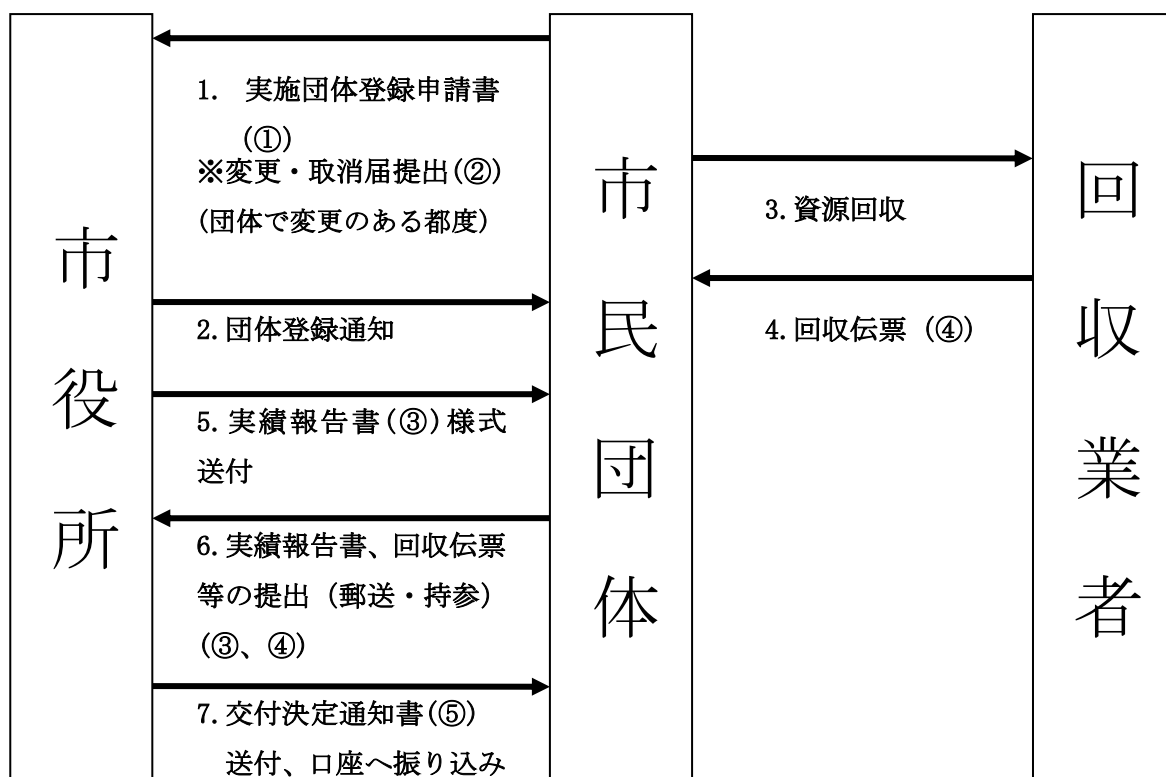 市役所
1. 実施団体登録申請書
(①)
※変更・取消届提出(②)
(団体で変更のある都度)
2.団体登録通知
5.実績報告書(③)様式
送付
6.実績報告書、回収伝票
等の提出（郵送・持参）
(③、④)
7.交付決定通知書(⑤)
送付、口座へ振り込み
市民団体
3.資源回収
4.回収伝票（④）
回収業者